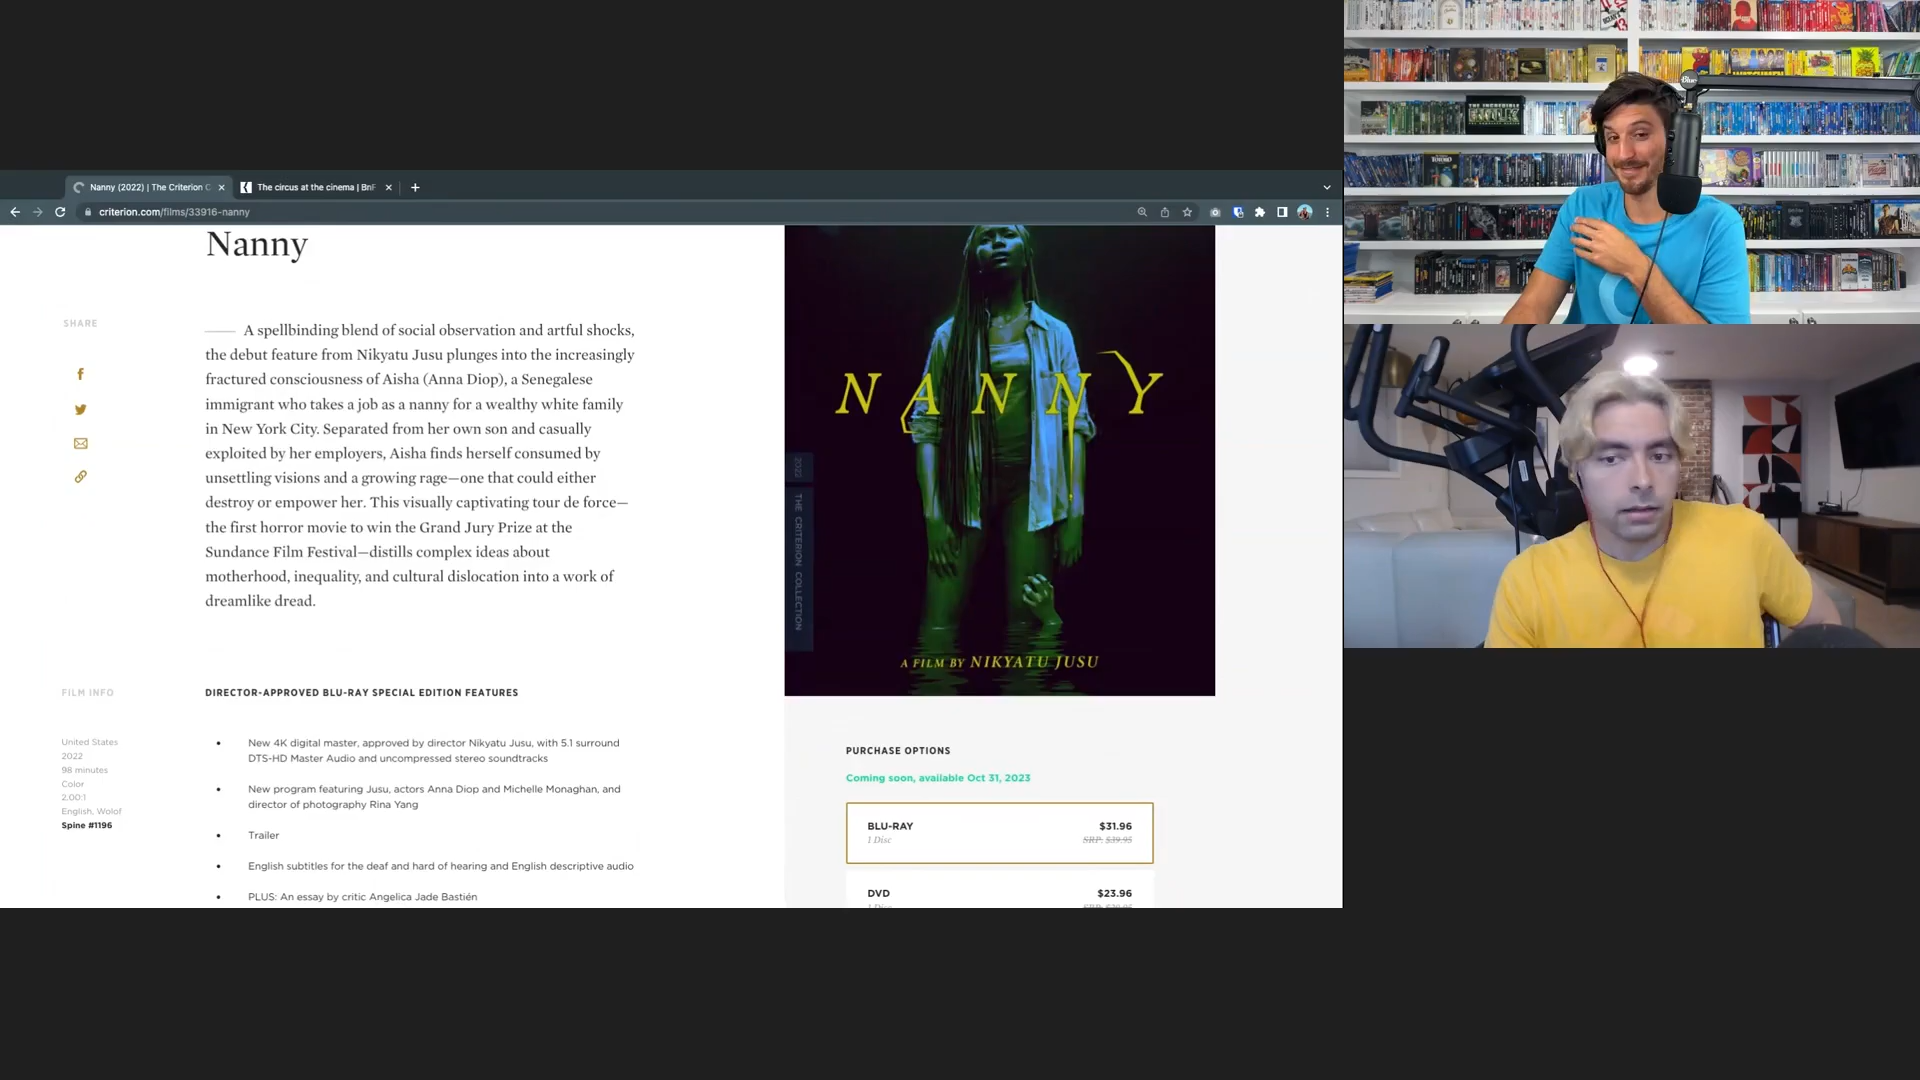 Nanny (2022) | The Criterion C
The circus at the cinema | BnF
criterion.com/films/33916-nanny
Nanny
SHARE
A spellbinding blend of social observation and artful shocks,
the debut feature from Nikyatu Jusu plunges into the increasingly
fractured consciousness of Aisha (Anna Diop), a Senegalese
immigrant who takes a job as a nanny for a wealthy white family
in New York City. Separated from her own son and casually
exploited by her employers, Aisha finds herself consumed by
unsettling visions and a growing rage—one that could either
destroy or empower her. This visually captivating tour de force—
the first horror movie to win the Grand Jury Prize at the
Sundance Film Festival—distills complex ideas about
motherhood, inequality, and cultural dislocation into a work of
dreamlike dread.
FILM INFO
United States
2022
98 minutes
Color
2.00:1
English, Wolof
Spine #1196
DIRECTOR-APPROVED BLU-RAY SPECIAL EDITION FEATURES
New 4K digital master, approved by director Nikyatu Jusu, with 5.1 surround
DTS-HD Master Audio and uncompressed stereo soundtracks
New program featuring Jusu, actors Anna Diop and Michelle Monaghan, and
director of photography Rina Yang
Trailer
English subtitles for the deaf and hard of hearing and English descriptive audio
PLUS: An essay by critic Angelica Jade Bastién
NANNY
2022
THE CRITERION COLLECTION
A FILM BY NIKYATU JUSU
PURCHASE OPTIONS
Coming soon, available Oct 31, 2023
BLU-RAY
$31.96
1 Disc
SRP: $39.95
DVD
$23.96
Blue
THE INCREDIBLE
HULK